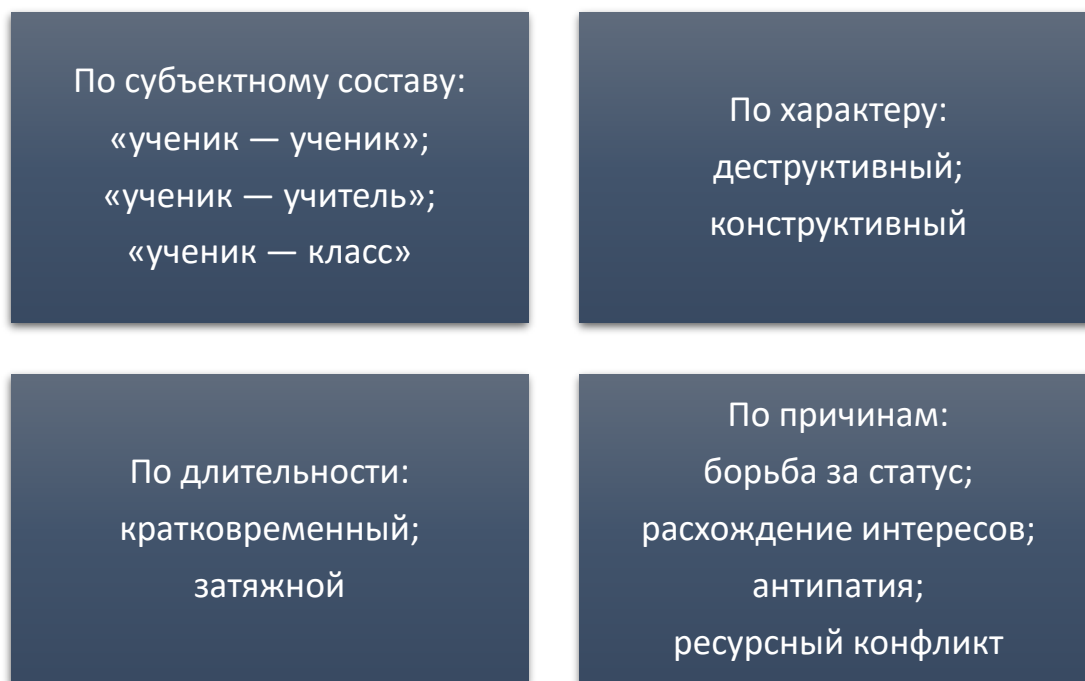 По субъектному составу:
«ученик — ученик»;
«ученик — учитель»;
«ученик — класс»
По характеру:
деструктивный;
конструктивный
По длительности:
кратковременный;
затяжной
По причинам:
борьба за статус;
расхождение интересов;
антипатия;
ресурсный конфликт